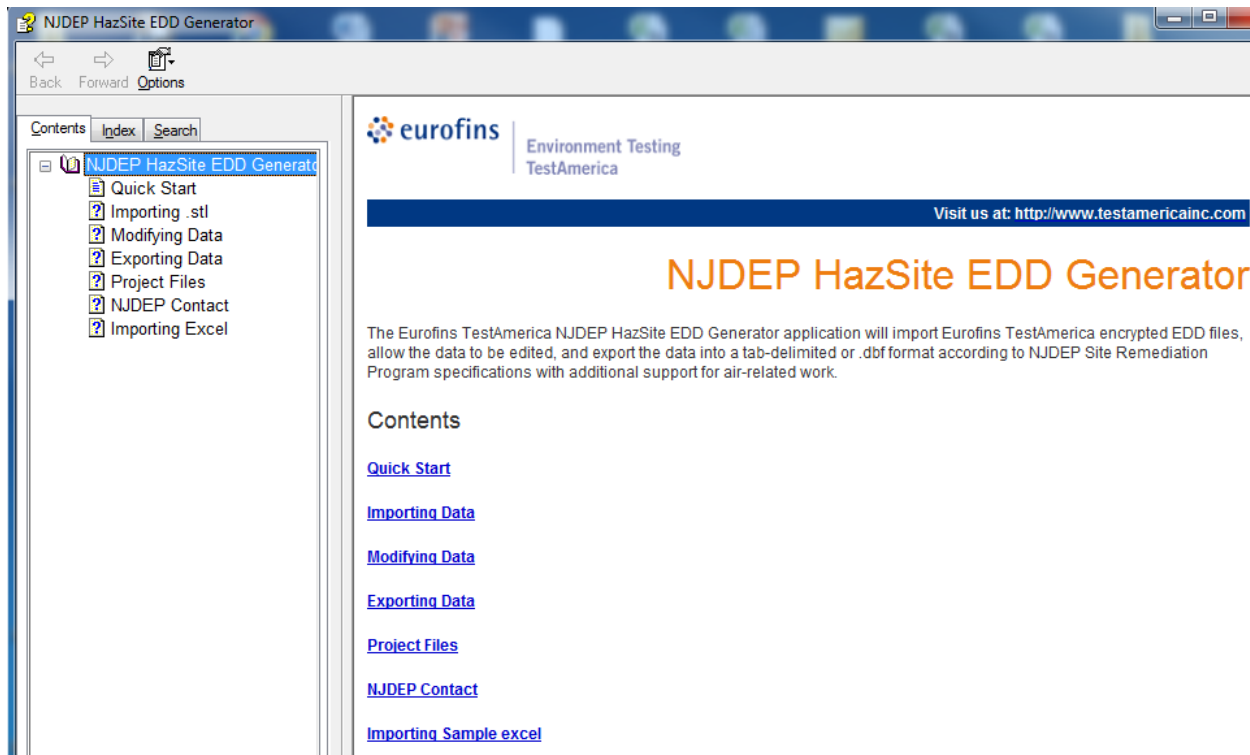 NJDEP HazSite EDD Generator
Back Forward Options
Contents Index Search
NJDEP HazSite EDD Generato
Quick Start
Importing .stl
Modifying Data
Exporting Data
Project Files
NJDEP Contact
Importing Excel
eurofins
Environment Testing
TestAmerica
Visit us at: http://www.testamericainc.com
NJDEP HazSite EDD Generator
The Eurofins TestAmerica NJDEP HazSite EDD Generator application will import Eurofins TestAmerica encrypted EDD files,
allow the data to be edited, and export the data into a tab-delimited or .dbf format according to NJDEP Site Remediation
Program specifications with additional support for air-related work.
Contents
Quick Start
Importing Data
Modifying Data
Exporting Data
Project Files
NJDEP Contact
Importing Sample excel